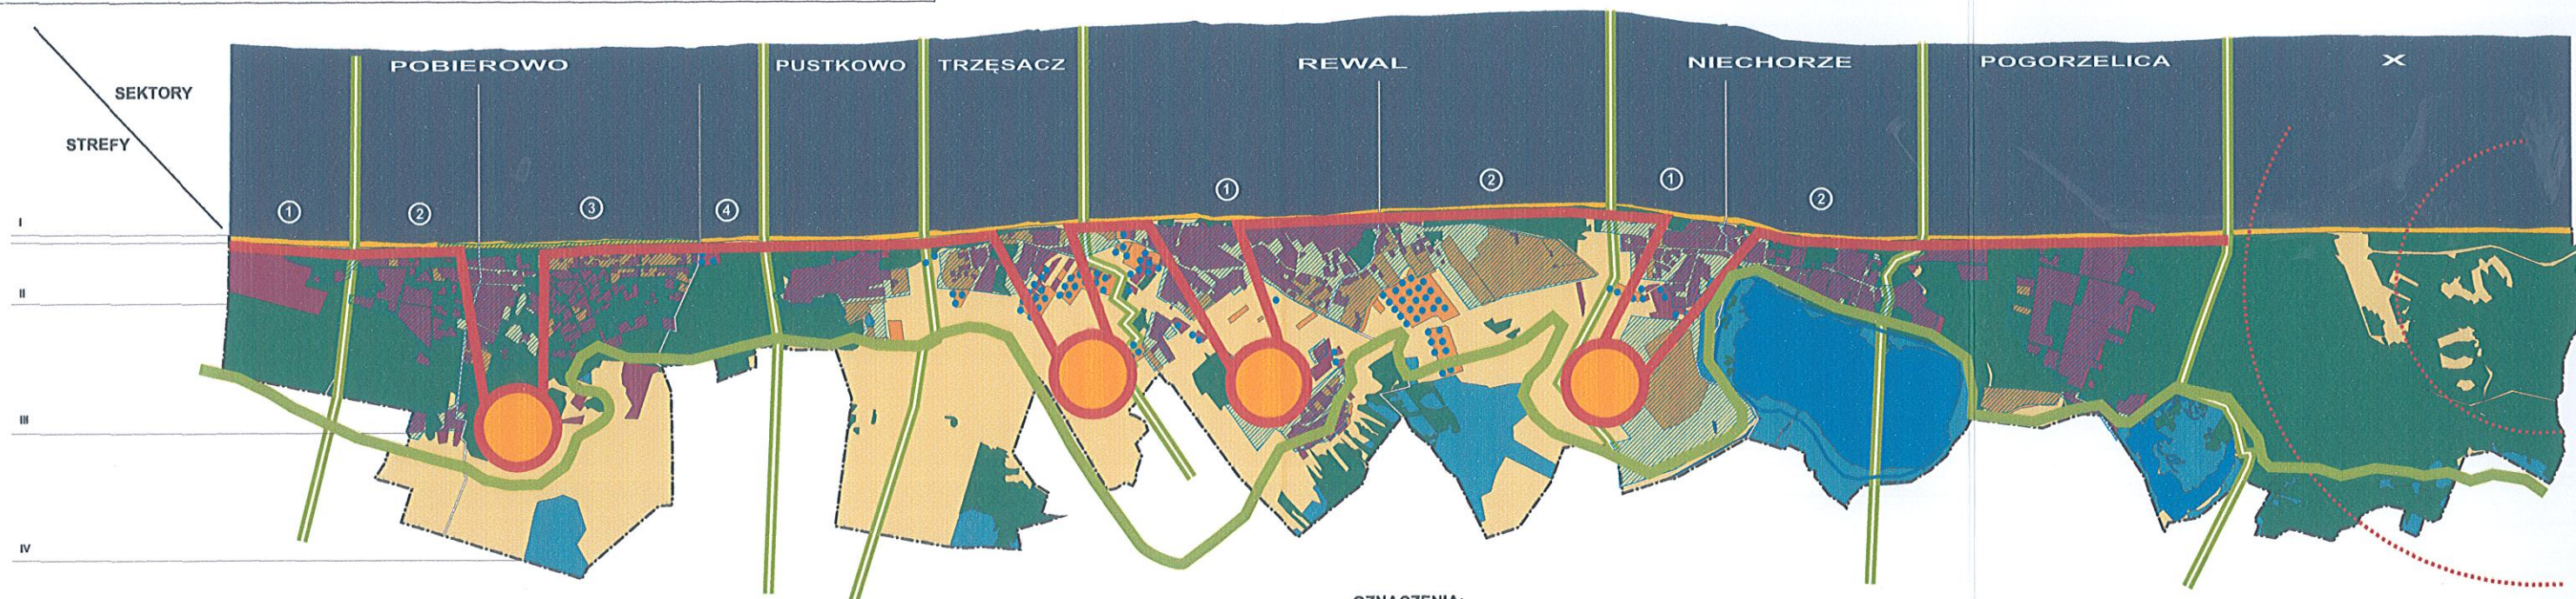 SEKTORY
STREFY
POBIEROWO
PUSTKOWO
TRZĘSACZ
REWAL
NIECHORZE
POGORZELICA
X
1
2
3
4
1
2
1
2
I
II
III
IV
OZNACZENIA: